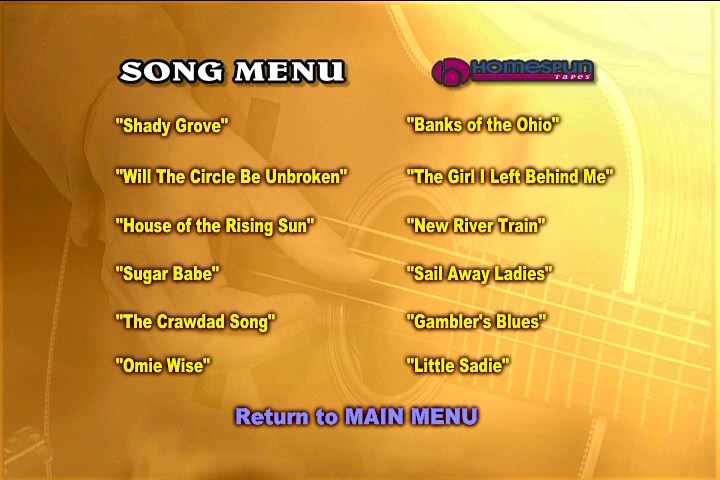 SONG MENU
HOMESPUN
TAPES
"Shady Grove"
"Will The Circle Be Unbroken"
"House of the Rising Sun"
"Sugar Babe"
"The Crawdad Song"
"Omie Wise"
"Banks of the Ohio"
"The Girl I Left Behind Me"
"New River Train"
"Sail Away Ladies"
"Gambler's Blues"
"Little Sadie"
Return to MAIN MENU